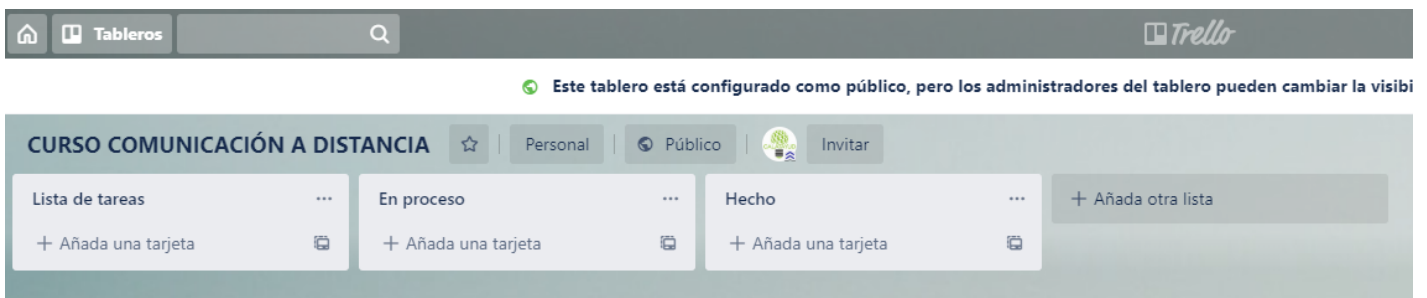 Tableros
Trello
Este tablero está configurado como público, pero los administradores del tablero pueden cambiar la visibi
CURSO COMUNICACIÓN A DISTANCIA Personal Público Invitar
Lista de tareas
+ Añada una tarjeta
En proceso
+ Añada una tarjeta
Hecho
+ Añada una tarjeta
+ Añada otra lista